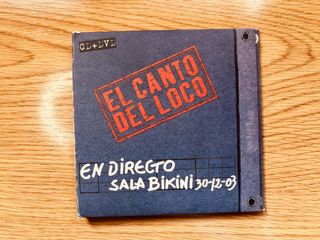 CD+DVD
EL CANTO
DEL LOCO
EN DIRECTO
SALA BIKINI 30-12-03